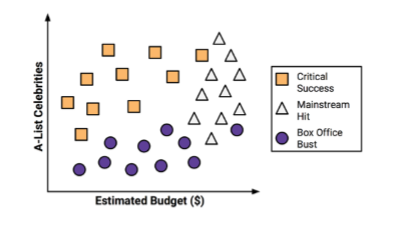 A-List Celebrities
Estimated Budget ($)
Critical
Success
Mainstream
Hit
Box Office
Bust